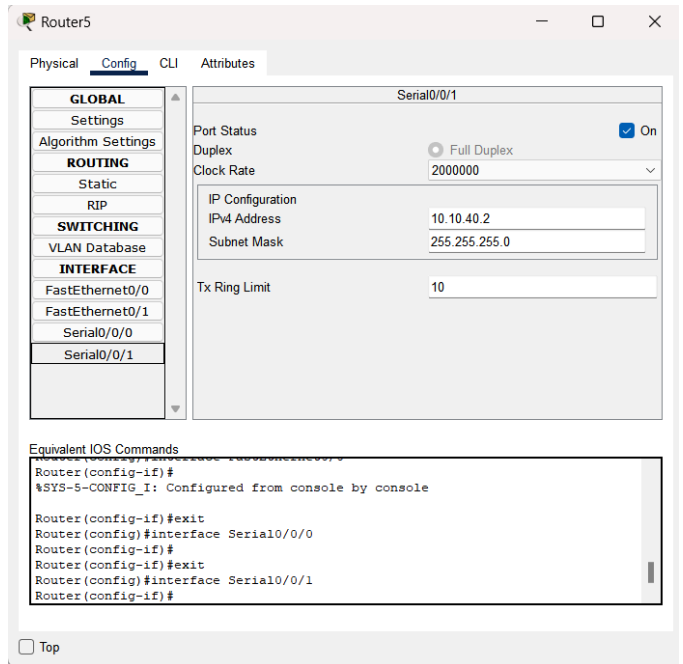 Router5
Physical Config CLI Attributes
GLOBAL
Settings
Algorithm Settings
ROUTING
Static
RIP
SWITCHING
VLAN Database
INTERFACE
FastEthernet0/0
FastEthernet0/1
Serial0/0/0
Serial0/0/1
Serial0/0/1
Port Status On
Duplex Full Duplex
Clock Rate 2000000
IP Configuration
IPv4 Address 10.10.40.2
Subnet Mask 255.255.255.0
Tx Ring Limit 10
Equivalent IOS Commands
Router(config-if)#
%SYS-5-CONFIG_I: Configured from console by console
Router(config-if)#exit
Router(config)#interface Serial0/0/0
Router(config-if)#
Router(config-if)#exit
Router(config)#interface Serial0/0/1
Router(config-if)#
Top